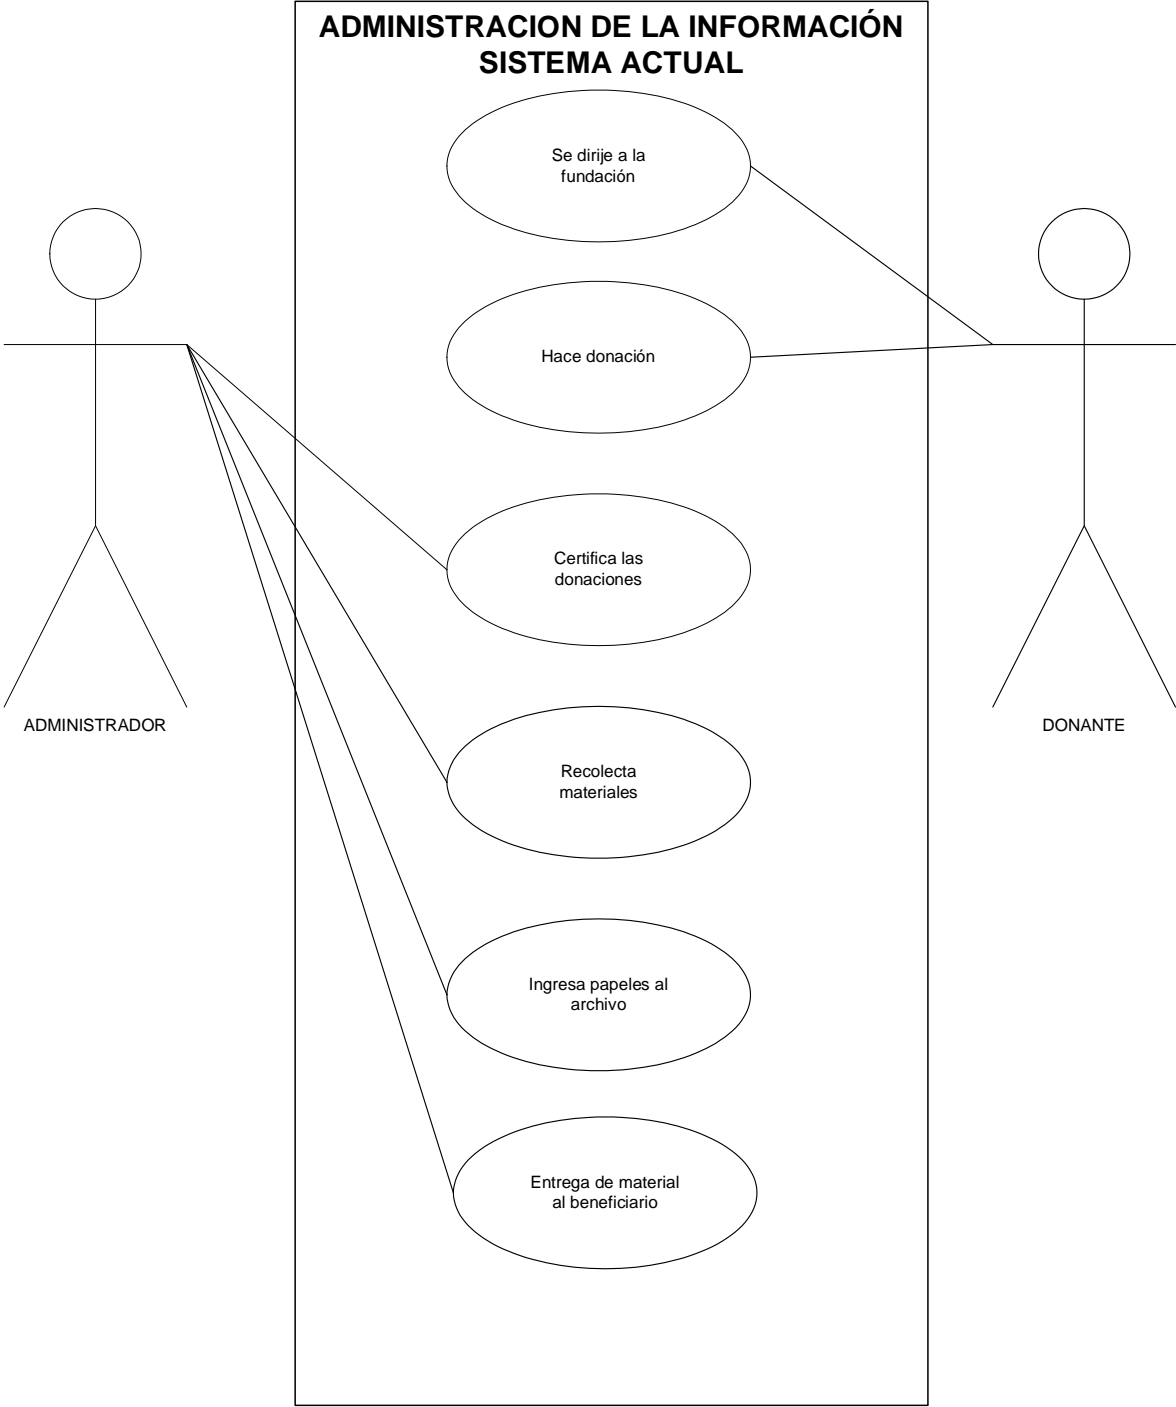 ADMINISTRACION DE LA INFORMACIÓN
SISTEMA ACTUAL
Se dirije a la
fundación
Hace donación
Certifica las
donaciones
Recolecta
materiales
Ingresa papeles al
archivo
Entrega de material
al beneficiario
ADMINISTRADOR
DONANTE